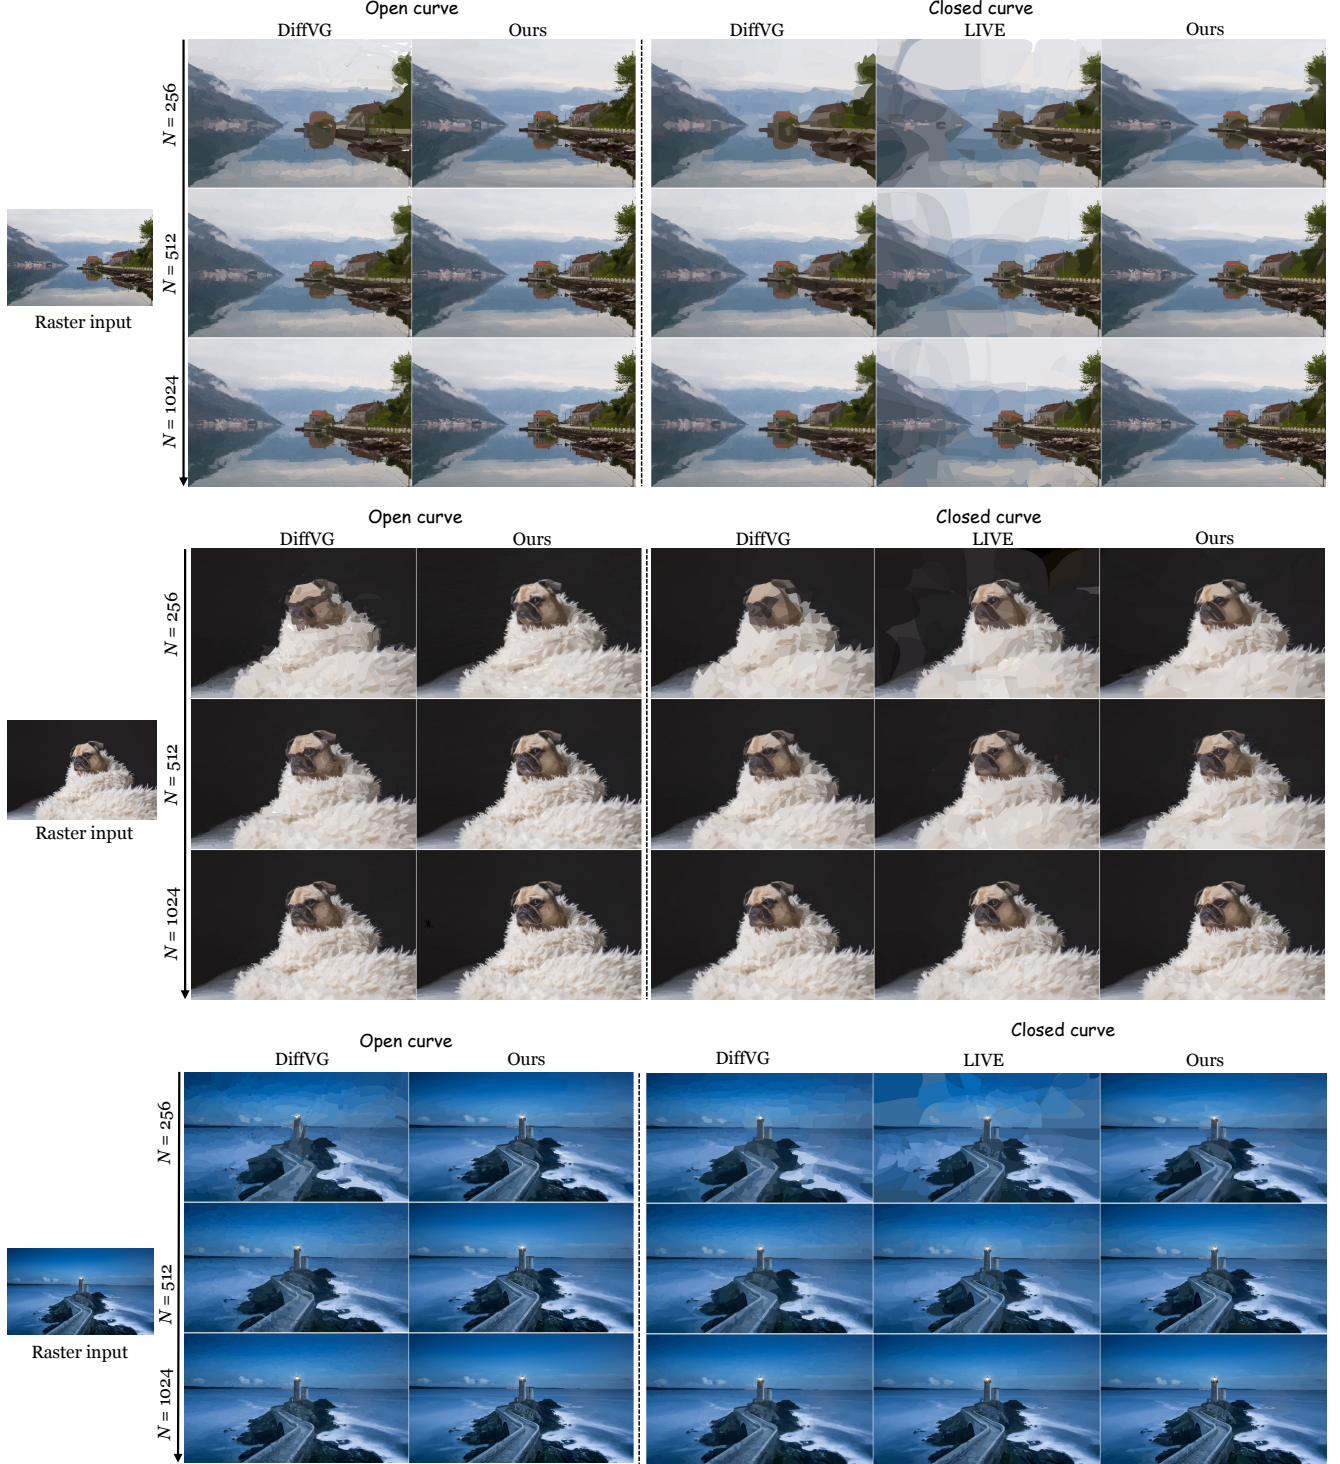 Open curve
Closed curve
DiffVG
Ours
DiffVG
LIVE
Ours
N = 256
N = 512
N = 1024
Raster input
Open curve
Closed curve
DiffVG
Ours
DiffVG
LIVE
Ours
N = 256
N = 512
N = 1024
Raster input
Open curve
Closed curve
DiffVG
Ours
DiffVG
LIVE
Ours
N = 256
N = 512
N = 1024
Raster input